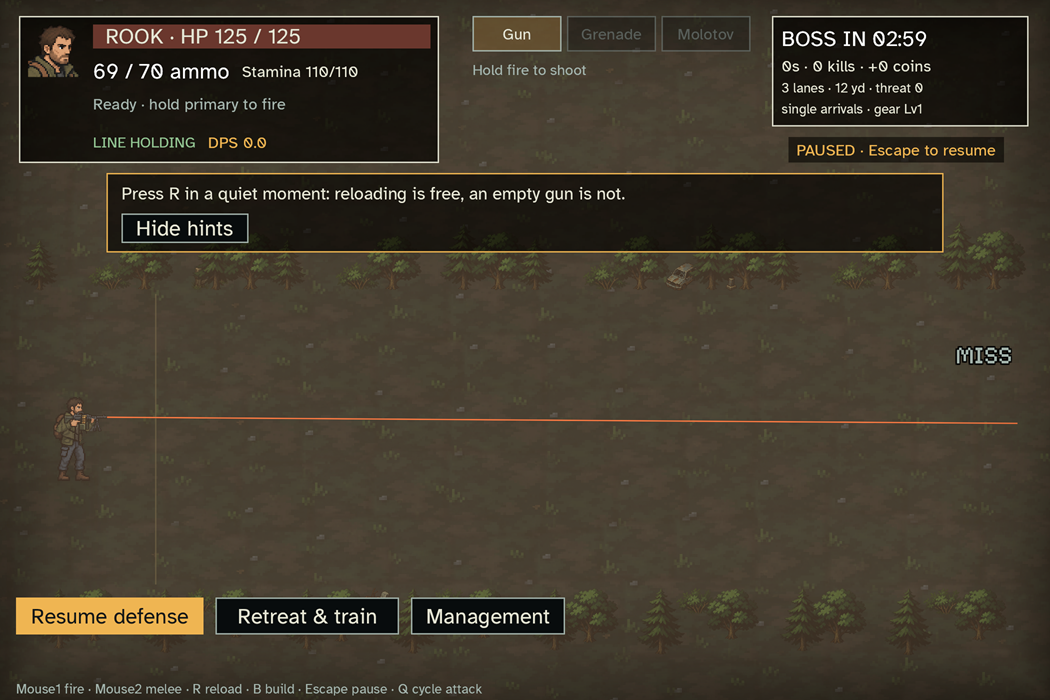 ROOK · HP 125 / 125
69 / 70 ammo Stamina 110/110
Ready · hold primary to fire
LINE HOLDING DPS 0.0
Gun Grenade Molotov
Hold fire to shoot
BOSS IN 02:59
0s · 0 kills · +0 coins
3 lanes · 12 yd · threat 0
single arrivals · gear Lv1
PAUSED · Escape to resume
Press R in a quiet moment: reloading is free, an empty gun is not.
Hide hints
MISS
Resume defense Retreat & train Management
Mouse1 fire · Mouse2 melee · R reload · B build · Escape pause · Q cycle attack